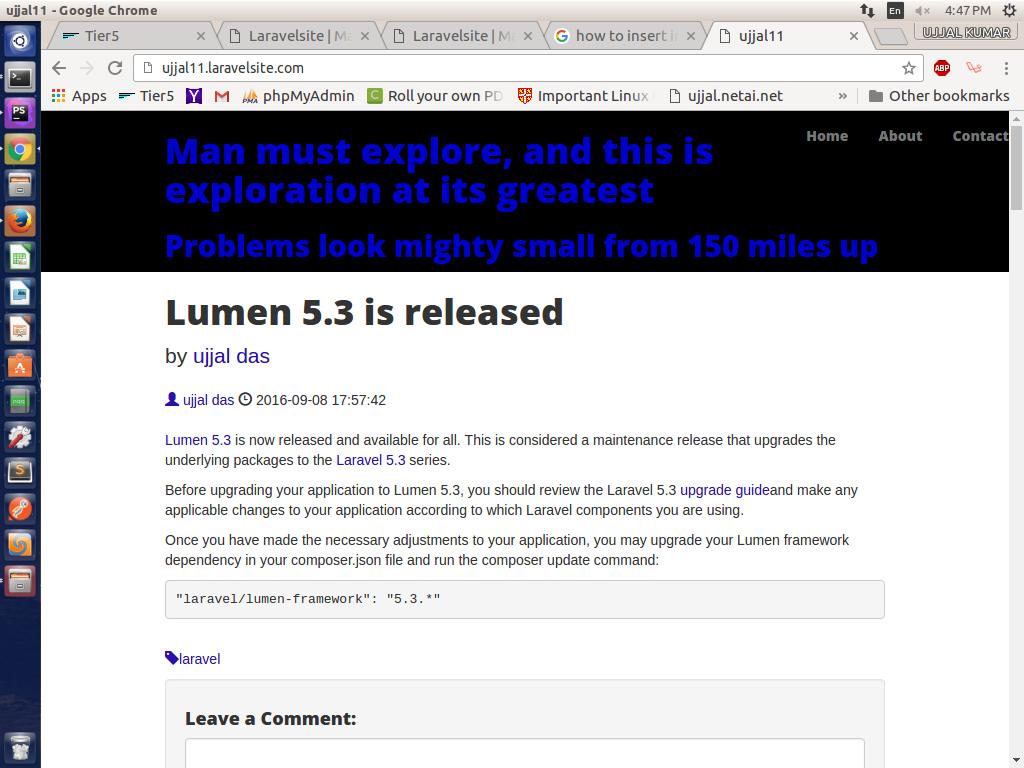 ujjal11 - Google Chrome
En
4:47 PM
Tier5
Laravelsite | Ma
Laravelsite | Ma
how to insert i
ujjal11
UJJAL KUMAR
ujjal11.laravelsite.com
ABP
Apps
Tier5
phpMyAdmin
Roll your own PD
Important Linux
ujjal.netai.net
»
Other bookmarks
Home About Contact
Man must explore, and this is
exploration at its greatest
Problems look mighty small from 150 miles up
Lumen 5.3 is released
by ujjal das
ujjal das 2016-09-08 17:57:42
Lumen 5.3 is now released and available for all. This is considered a maintenance release that upgrades the
underlying packages to the Laravel 5.3 series.
Before upgrading your application to Lumen 5.3, you should review the Laravel 5.3 upgrade guideand make any
applicable changes to your application according to which Laravel components you are using.
Once you have made the necessary adjustments to your application, you may upgrade your Lumen framework
dependency in your composer.json file and run the composer update command:
"laravel/lumen-framework": "5.3.*"
laravel
Leave a Comment: